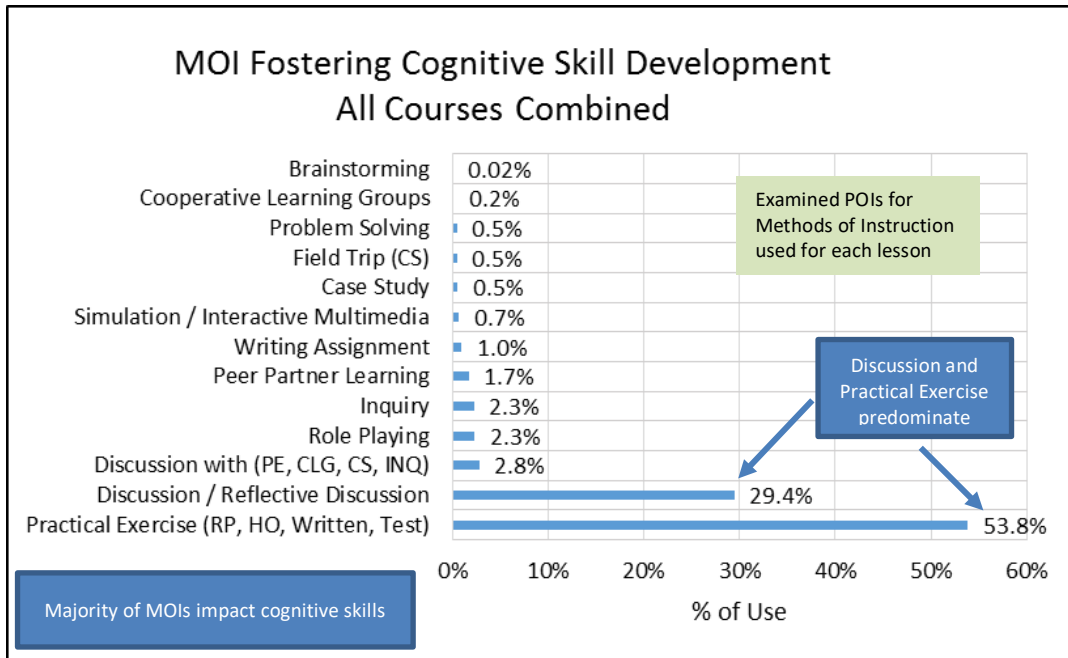 MOI Fostering Cognitive Skill Development
All Courses Combined
Brainstorming 0.02%
Cooperative Learning Groups 0.2%
Problem Solving 0.5%
Field Trip (CS) 0.5%
Case Study 0.5%
Simulation / Interactive Multimedia 0.7%
Writing Assignment 1.0%
Peer Partner Learning 1.7%
Inquiry 2.3%
Role Playing 2.3%
Discussion with (PE, CLG, CS, INQ) 2.8%
Discussion / Reflective Discussion 29.4%
Practical Exercise (RP, HO, Written, Test) 53.8%
0% 10% 20% 30% 40% 50% 60%
% of Use
Examined POIs for
Methods of Instruction
used for each lesson
Discussion and
Practical Exercise
predominate
Majority of MOIs impact cognitive skills